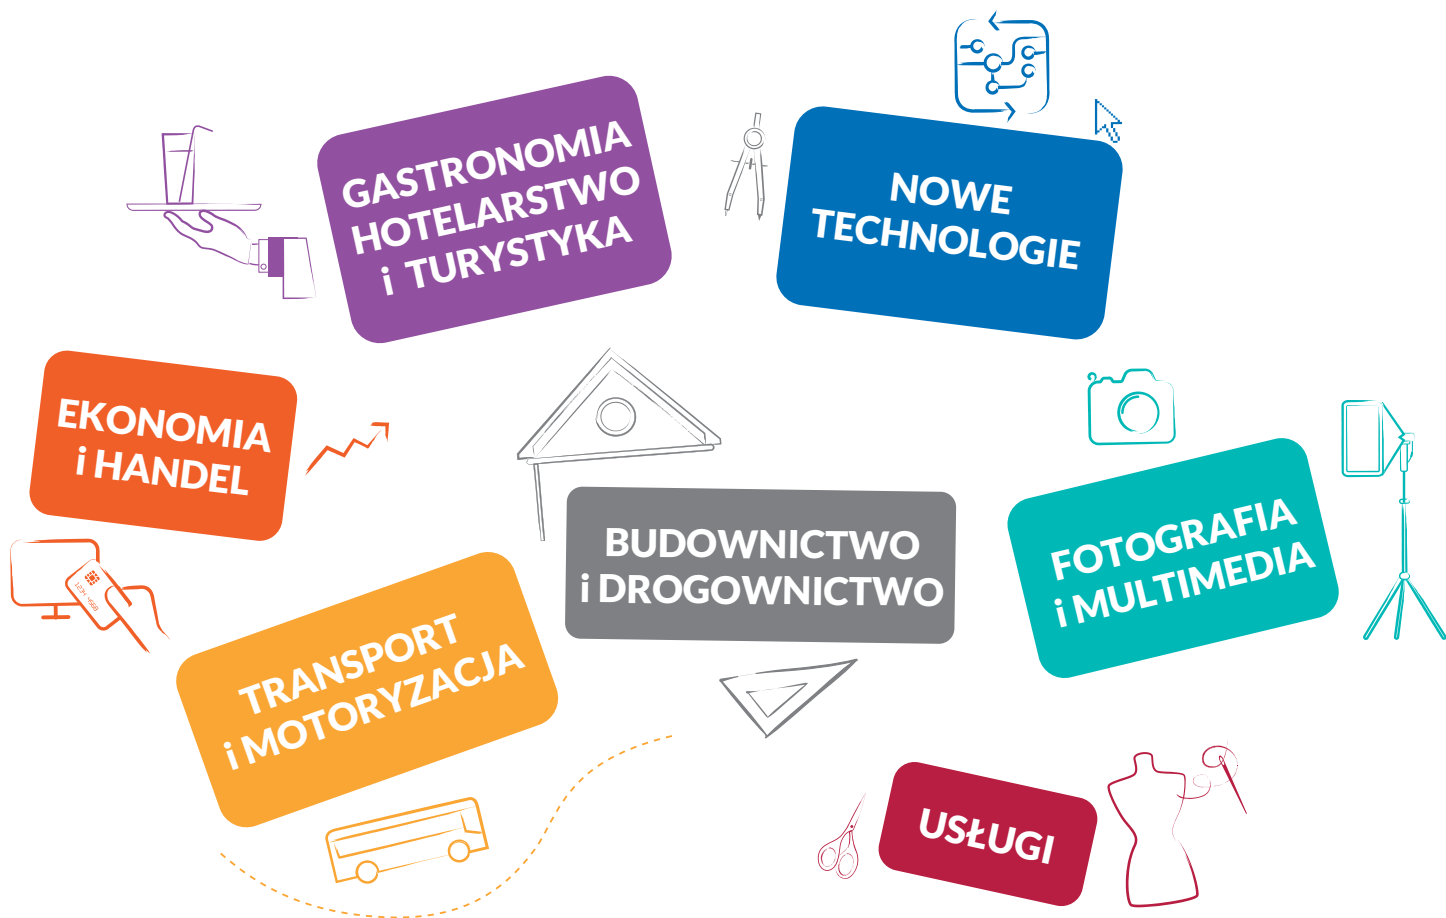 GASTRONOMIA
HOTELARSTWO
i TURYSTYKA
NOWE
TECHNOLOGIE
EKONOMIA
i HANDEL
BUDOWNICTWO
i DROGOWNICTWO
FOTOGRAFIA
i MULTIMEDIA
TRANSPORT
i MOTORYZACJA
USŁUGI